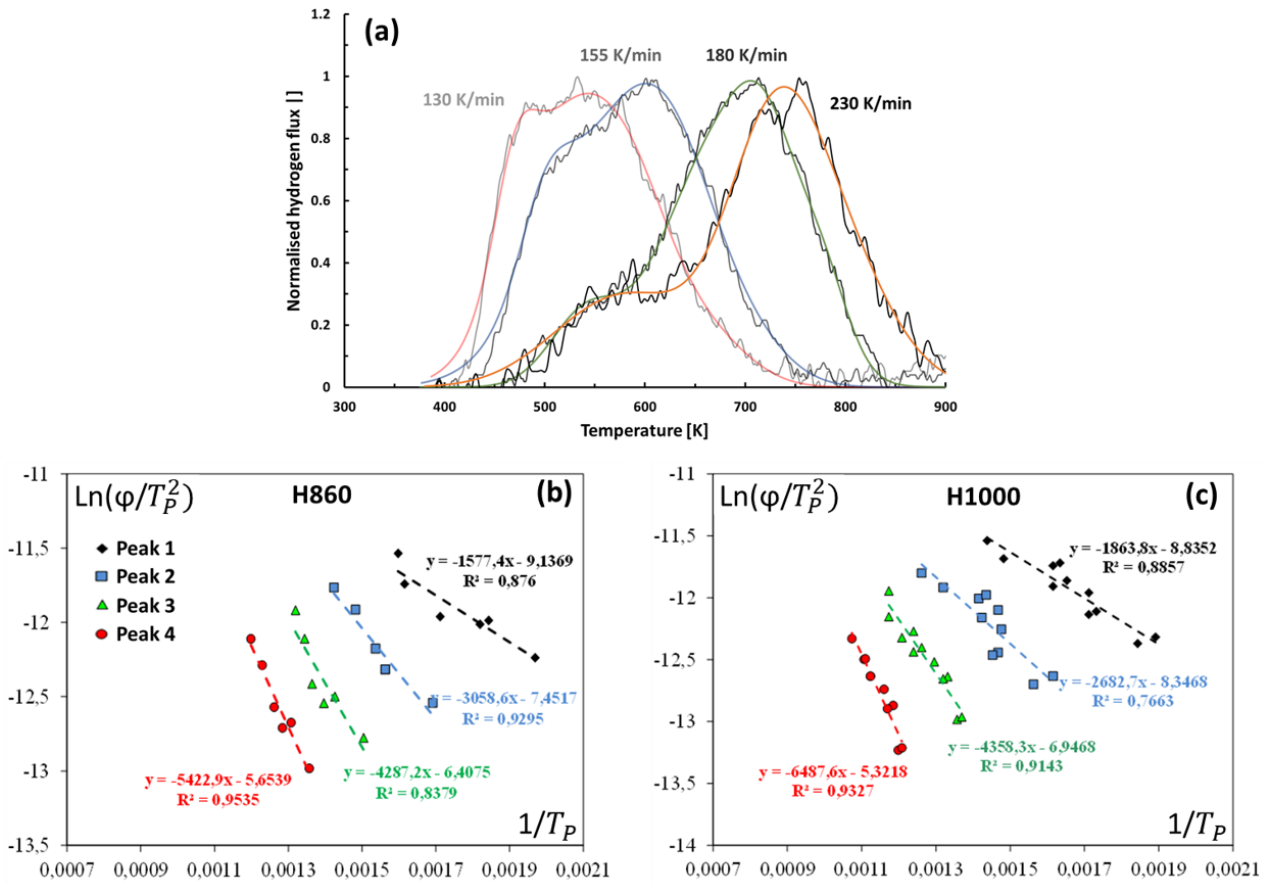 (a)
1.2
1
0.8
0.6
0.4
0.2
0
Normalised hydrogen flux |]
130 K/min
155 K/min
180 K/min
230 K/min
300 400 500 600 700 800 900
Temperature [K]
Ln(φ/T_P^2)
H860
(b)
-11
-11,5
-12
-12,5
-13
-13,5
Peak 1
Peak 2
Peak 3
Peak 4
y = -1577,4x - 9,1369
R² = 0,876
y = -3058,6x - 7,4517
R² = 0,9295
y = -4287,2x - 6,4075
R² = 0,8379
y = -5422,9x - 5,6539
R² = 0,9535
1/T_P
0,0007 0,0009 0,0011 0,0013 0,0015 0,0017 0,0019 0,0021
Ln(φ/T_P^2)
H1000
(c)
-11
-11,5
-12
-12,5
-13
-13,5
-14
y = -1863,8x - 8,8352
R² = 0,8857
y = -2682,7x - 8,3468
R² = 0,7663
y = -4358,3x - 6,9468
R² = 0,9143
y = -6487,6x - 5,3218
R² = 0,9327
1/T_P
0,0007 0,0009 0,0011 0,0013 0,0015 0,0017 0,0019 0,0021